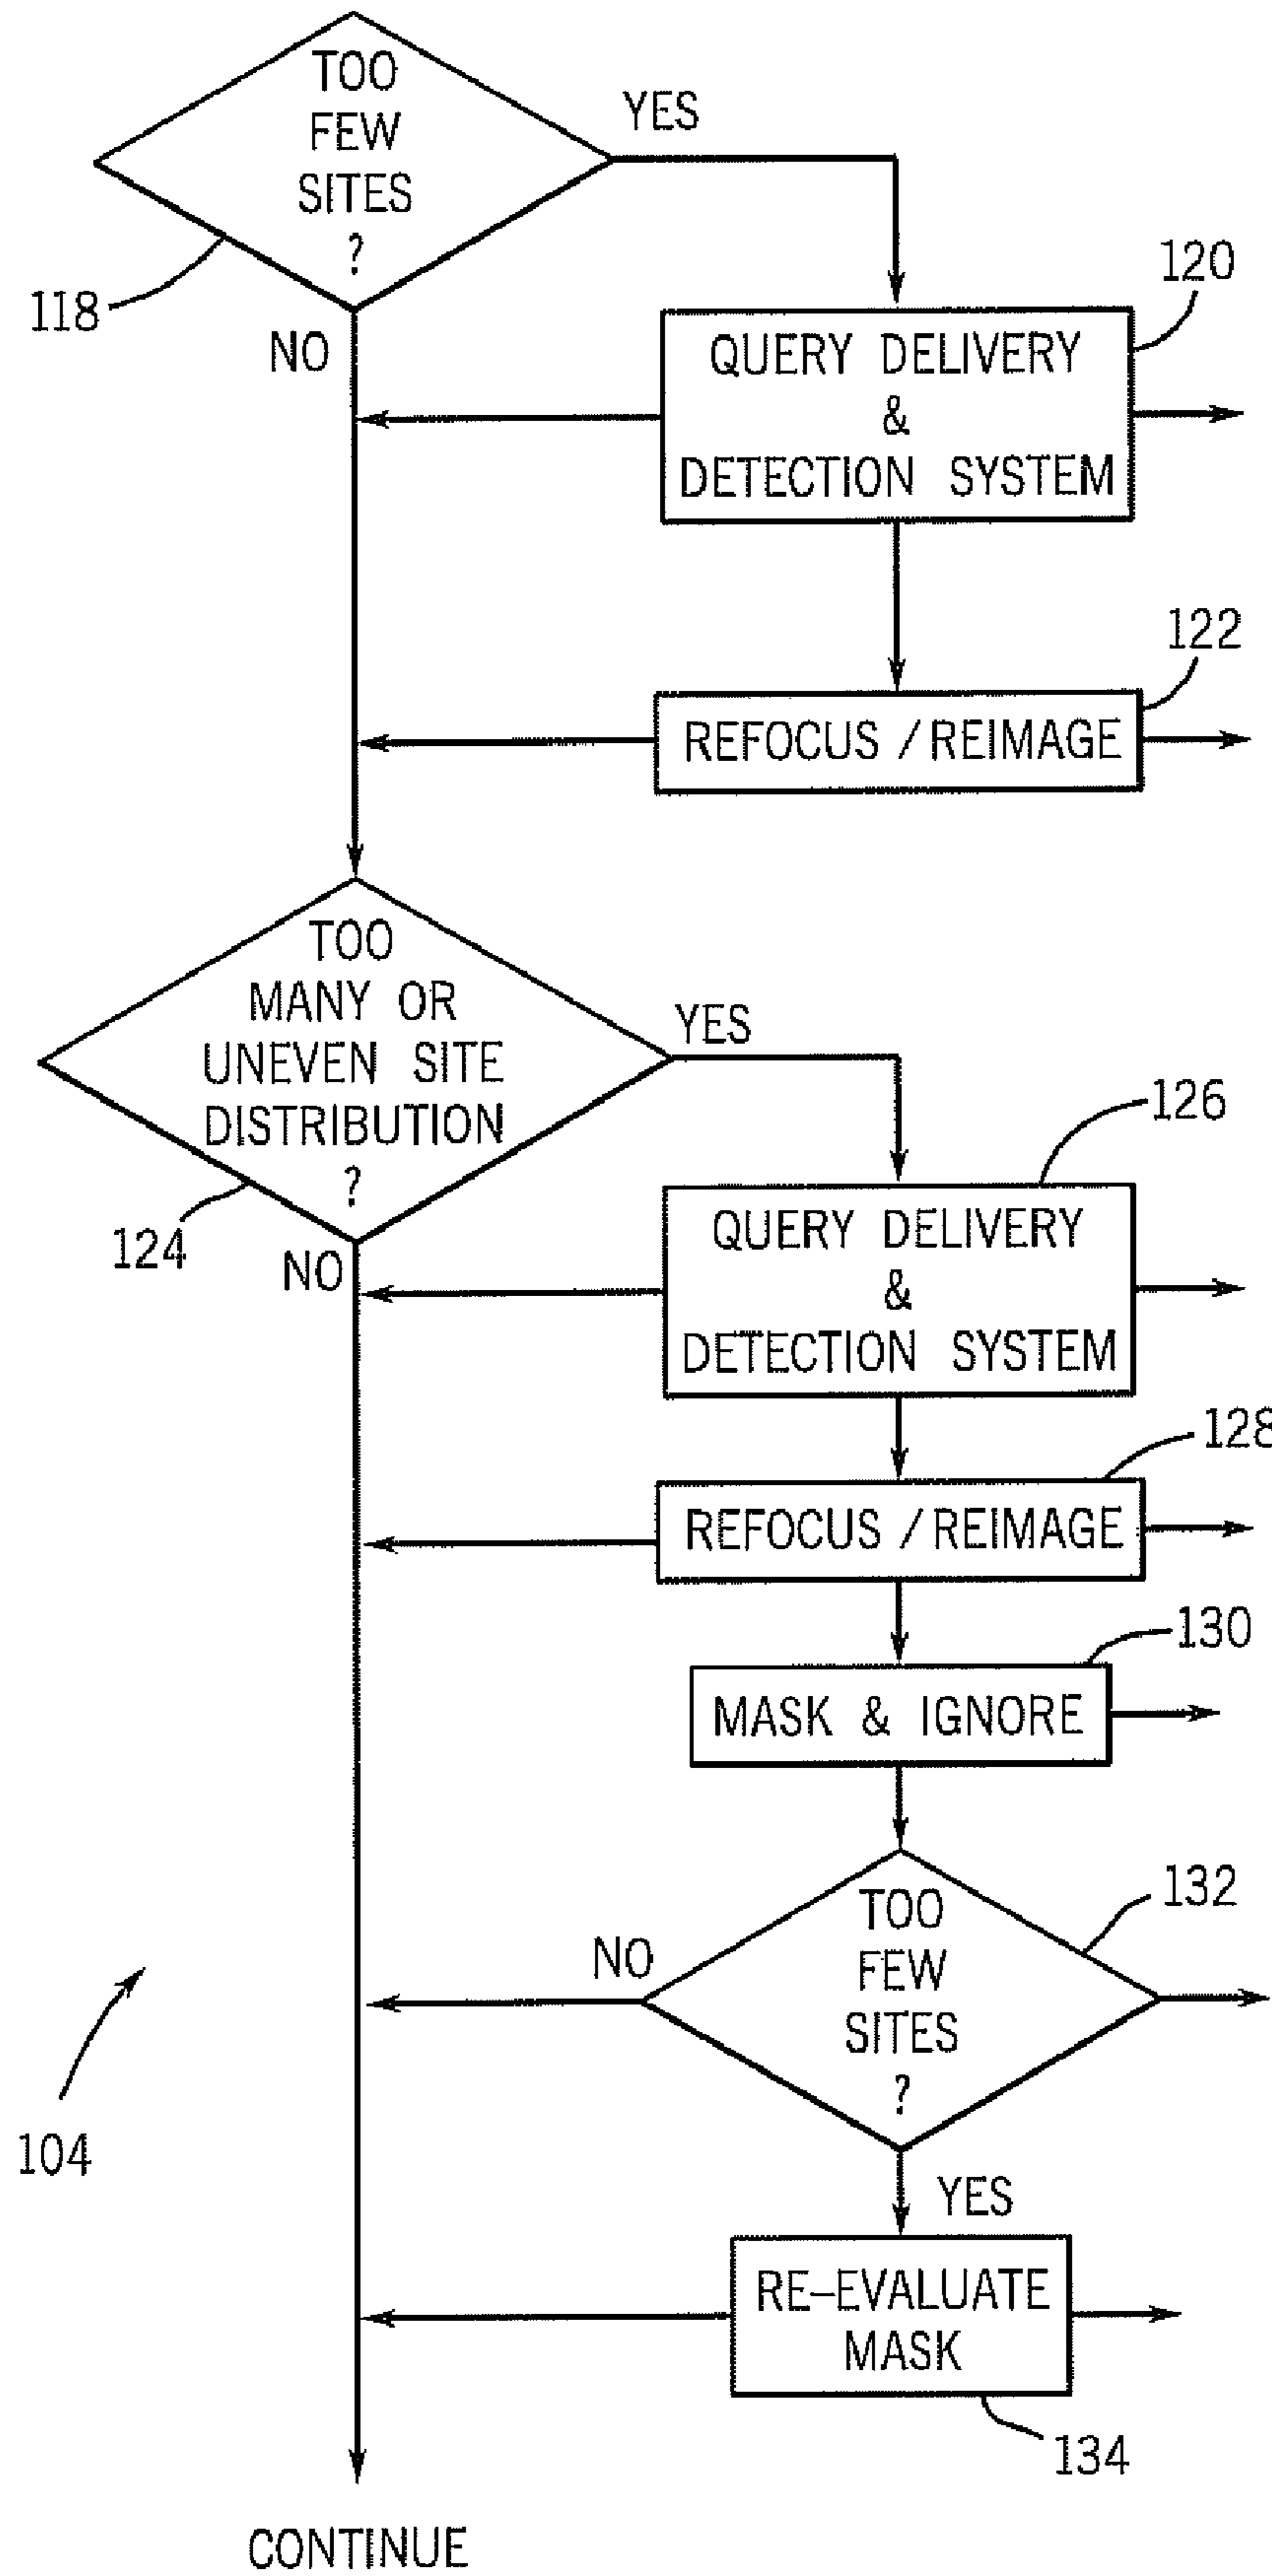 TOO
FEW
SITES
?
YES
118
NO
120
QUERY DELIVERY
&
DETECTION SYSTEM
122
REFOCUS / REIMAGE
TOO
MANY OR
UNEVEN SITE
DISTRIBUTION
?
YES
124
NO
126
QUERY DELIVERY
&
DETECTION SYSTEM
128
REFOCUS / REIMAGE
130
MASK & IGNORE
132
TOO
FEW
SITES
?
NO
YES
104
RE-EVALUATE
MASK
134
CONTINUE